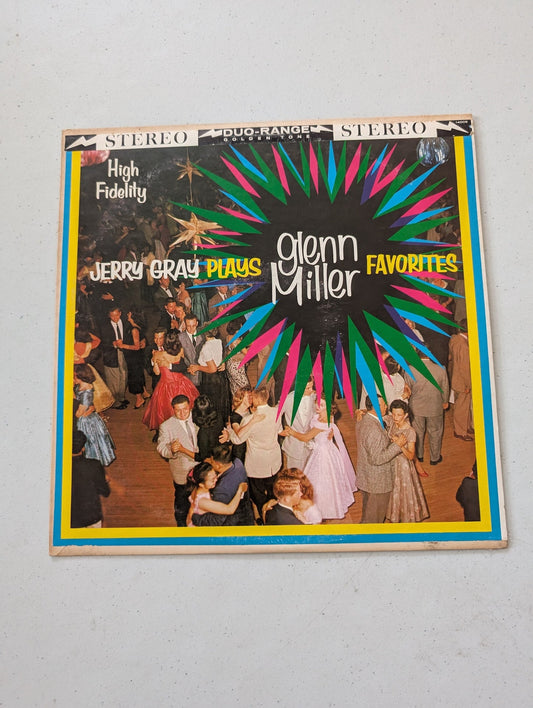 STEREO DUO-RANGE STEREO
GOLDEN TONE
High
Fidelity
JERRY GRAY PLAYS glenn Miller FAVORITES